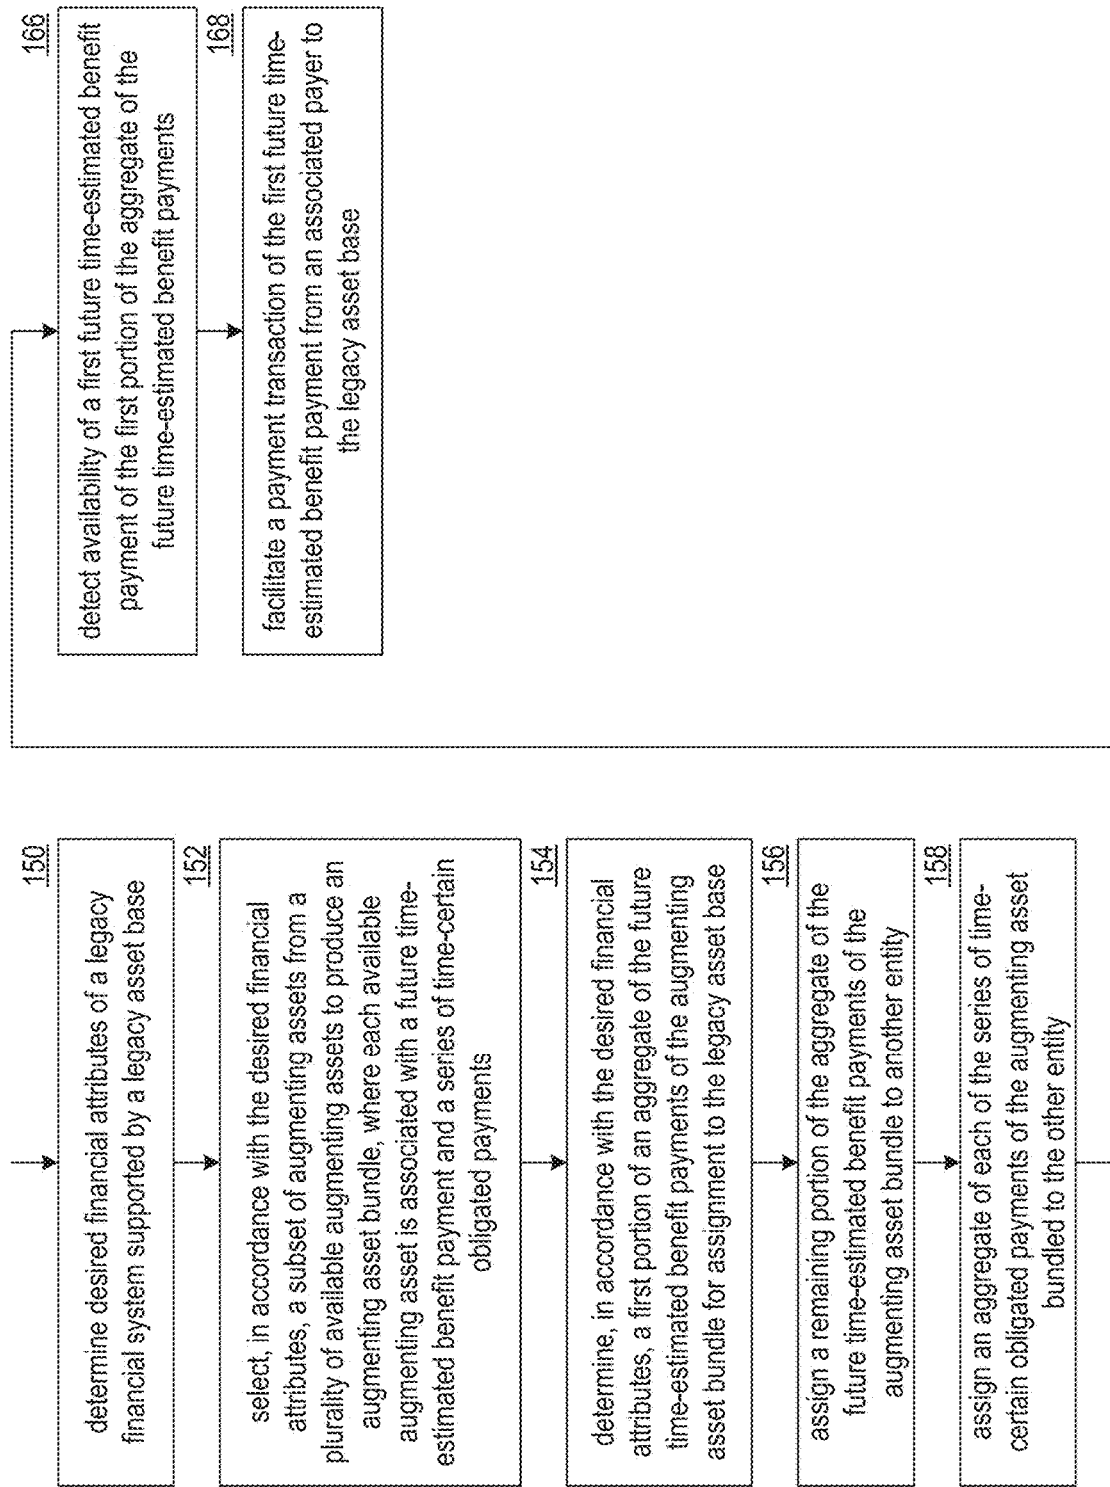 150
determine desired financial attributes of a legacy
financial system supported by a legacy asset base
152
select, in accordance with the desired financial
attributes, a subset of augmenting assets from a
plurality of available augmenting assets to produce an
augmenting asset bundle, where each available
augmenting asset is associated with a future time-
estimated benefit payment and a series of time-certain
obligated payments
154
determine, in accordance with the desired financial
attributes, a first portion of an aggregate of the future
time-estimated benefit payments of the augmenting
asset bundle for assignment to the legacy asset base
156
assign a remaining portion of the aggregate of the
future time-estimated benefit payments of the
augmenting asset bundle to another entity
158
assign an aggregate of each of the series of time-
certain obligated payments of the augmenting asset
bundled to the other entity
166
detect availability of a first future time-estimated benefit
payment of the first portion of the aggregate of the
future time-estimated benefit payments
168
facilitate a payment transaction of the first future time-
estimated benefit payment from an associated payer to
the legacy asset base